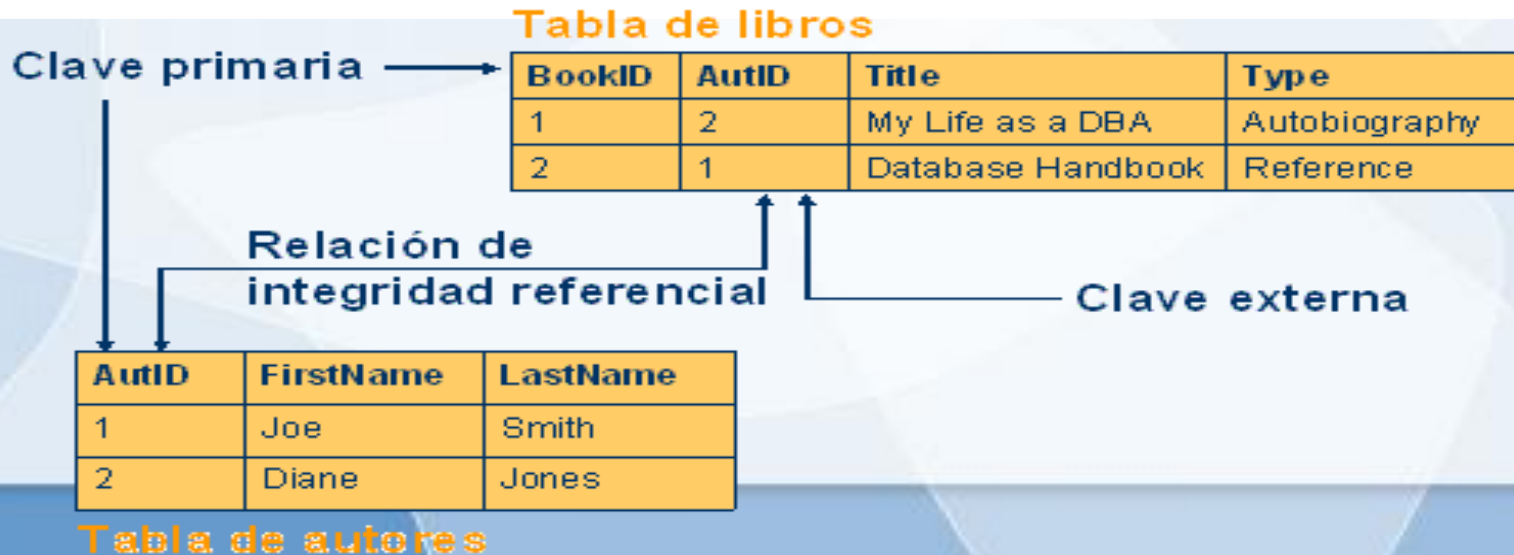 Tabla de libros
Clave primaria
BookID AutID Title Type
1 2 My Life as a DBA Autobiography
2 1 Database Handbook Reference
Relación de
integridad referencial
Clave externa
AutID FirstName LastName
1 Joe Smith
2 Diane Jones
Tabla de autores